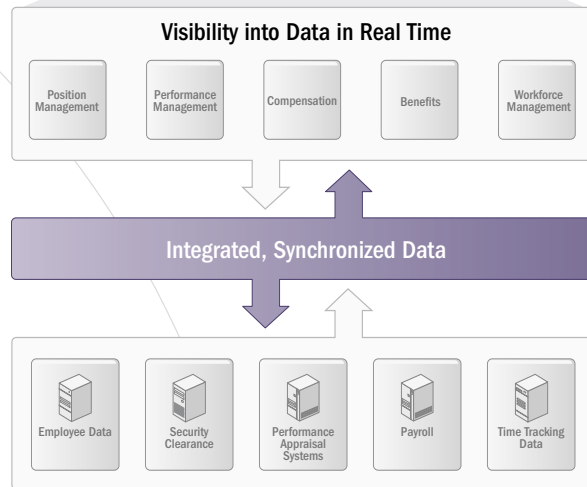 Visibility into Data in Real Time
Position
Management
Performance
Management
Compensation
Benefits
Workforce
Management
Integrated, Synchronized Data
Employee Data
Security
Clearance
Performance
Appraisal
Systems
Payroll
Time Tracking
Data